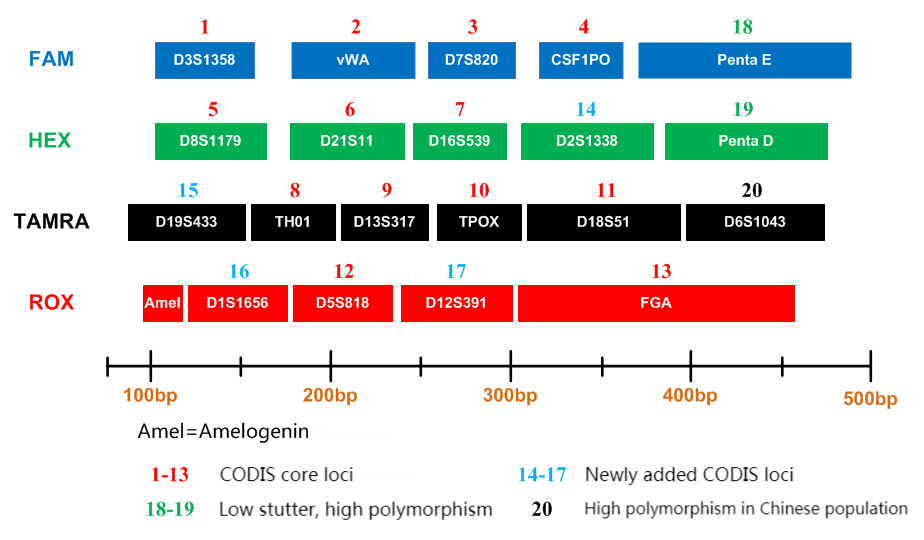 1 2 3 4 18
FAM D3S1358 vWA D7S820 CSF1PO Penta E
5 6 7 14 19
HEX D8S1179 D21S11 D16S539 D2S1338 Penta D
15 8 9 10 11 20
TAMRA D19S433 TH01 D13S317 TPOX D18S51 D6S1043
16 12 17 13
ROX Amel D1S1656 D5S818 D12S391 FGA
100bp 200bp 300bp 400bp 500bp
Amel=Amelogenin
1-13 CODIS core loci 14-17 Newly added CODIS loci
18-19 Low stutter, high polymorphism 20 High polymorphism in Chinese population